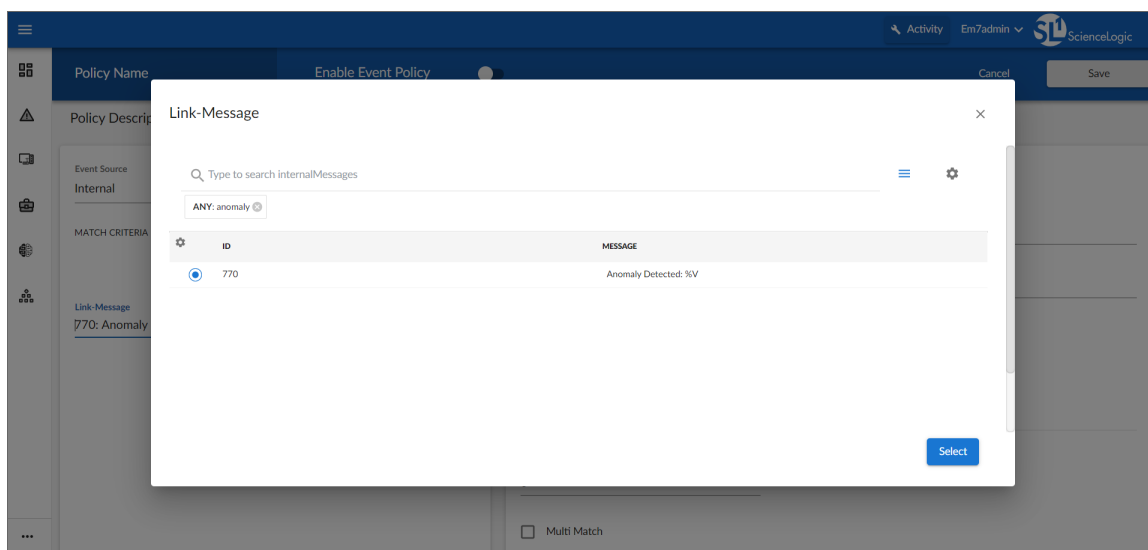 Activity
Em7admin
SL1 ScienceLogic
Policy Name
Enable Event Policy
Cancel
Save
Policy Descrip
Event Source
Internal
MATCH CRITERIA
Link-Message
770: Anomaly
Link-Message
Type to search internalMessages
ANY: anomaly
ID MESSAGE
770 Anomaly Detected: %V
Select
Multi Match